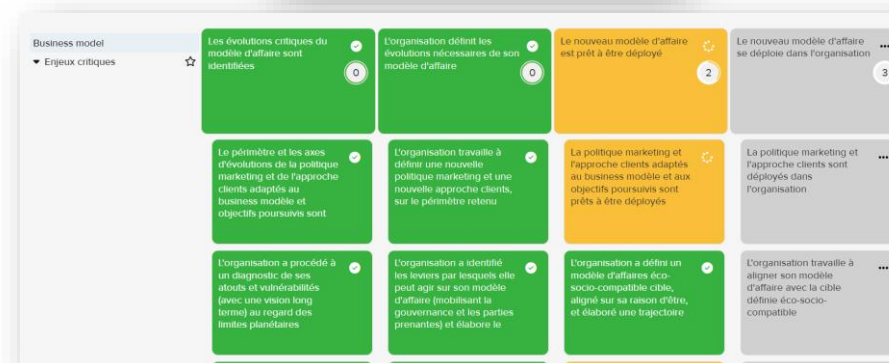 Business model
Enjeux critiques
Les évolutions critiques du
modèle d'affaire sont
identifiées
0
L'organisation définit les
évolutions nécessaires de son
modèle d'affaire
0
Le nouveau modèle d'affaire
est prêt à être déployé
2
Le nouveau modèle d'affaire
se déploie dans l'organisation
3
Le périmètre et les axes
d'évolutions de la politique
marketing et de l'approche
clients adaptés au
business modèle et
objectifs poursuivis sont
L'organisation travaille à
définir une nouvelle
politique marketing et une
nouvelle approche clients,
sur le périmètre retenu
La politique marketing et
l'approche clients adaptés
au business modèle et aux
objectifs poursuivis sont
prêts à être déployés
La politique marketing et
l'approche clients sont
déployés dans
l'organisation
L'organisation a procédé à
un diagnostic de ses
atouts et vulnérabilités
(avec une vision long
terme) au regard des
limites planétaires
L'organisation a identifié
les leviers par lesquels elle
peut agir sur son modèle
d'affaire (mobilisant la
gouvernance et les parties
prenantes) et élabore le
L'organisation a défini un
modèle d'affaires éco-
socio-compatible cible,
aligné sur sa raison d'être,
et élaboré une trajectoire
L'organisation travaille à
aligner son modèle
d'affaire avec la cible
définie éco-socio-
compatible